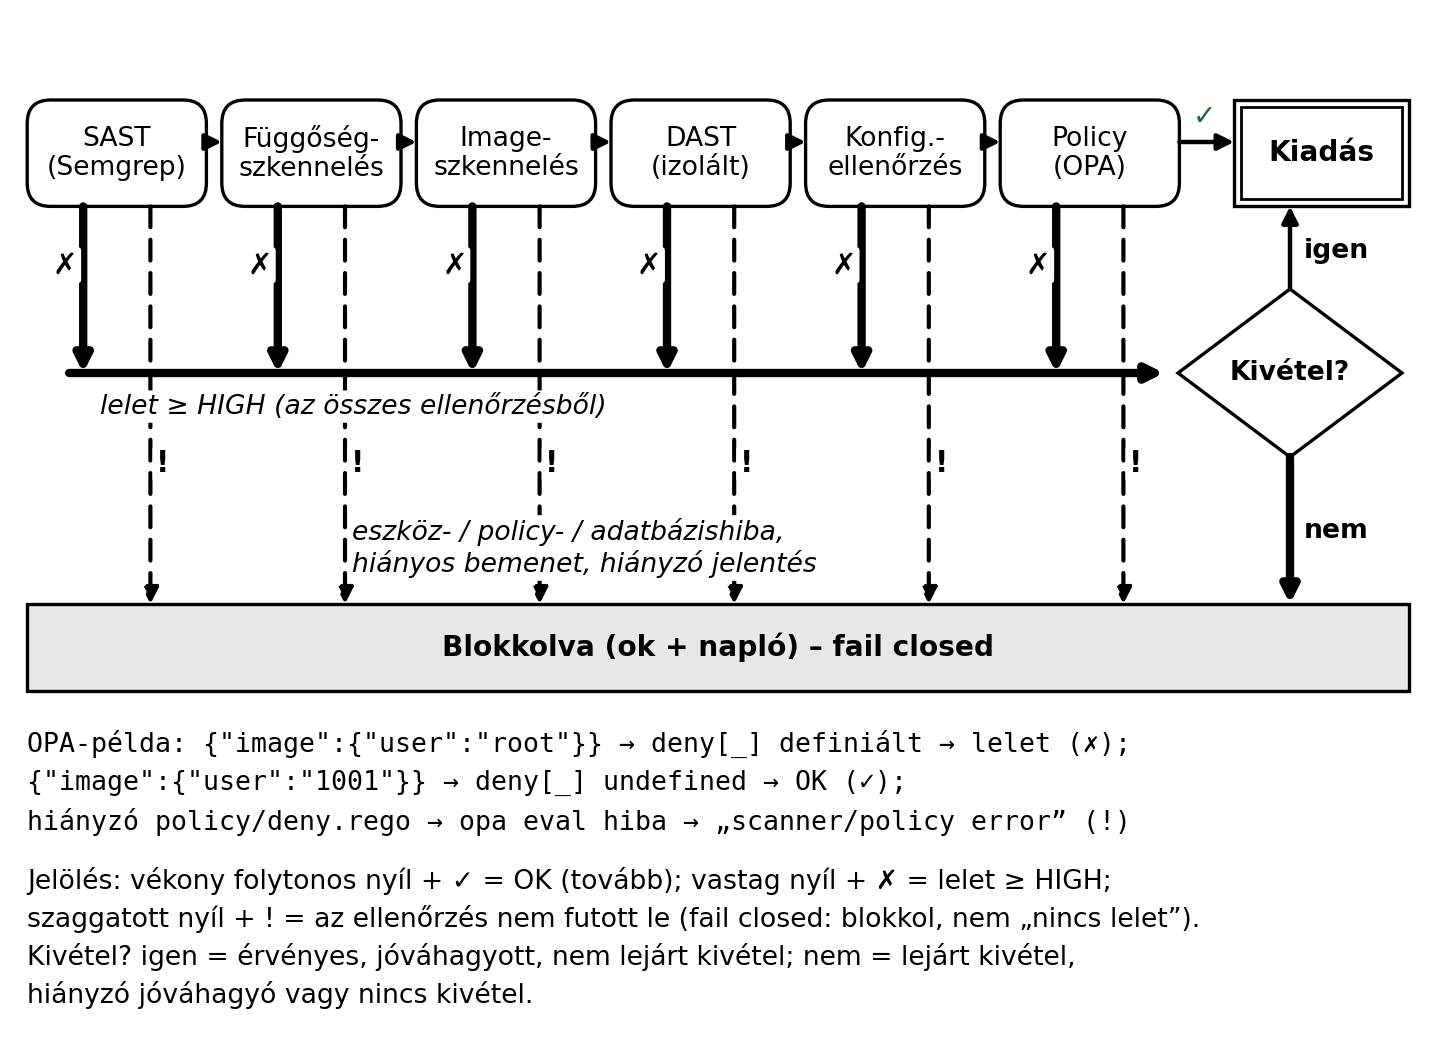 SAST
(Semgrep)
Függőség-
szkennelés
Image-
szkennelés
DAST
(izolált)
Konfig.-
ellenőrzés
Policy
(OPA)
✓
Kiadás
✗ ✗ ✗ ✗ ✗ ✗
igen
Kivétel?
lelet ≥ HIGH (az összes ellenőrzésből)
! ! ! ! ! !
eszköz- / policy- / adatbázishiba,
hiányos bemenet, hiányzó jelentés
nem
Blokkolva (ok + napló) – fail closed
OPA-példa: {"image":{"user":"root"}} → deny[_] definiált → lelet (✗);
{"image":{"user":"1001"}} → deny[_] undefined → OK (✓);
hiányzó policy/deny.rego → opa eval hiba → „scanner/policy error” (!)
Jelölés: vékony folytonos nyíl + ✓ = OK (tovább); vastag nyíl + ✗ = lelet ≥ HIGH;
szaggatott nyíl + ! = az ellenőrzés nem futott le (fail closed: blokkol, nem „nincs lelet”).
Kivétel? igen = érvényes, jóváhagyott, nem lejárt kivétel; nem = lejárt kivétel,
hiányzó jóváhagyó vagy nincs kivétel.